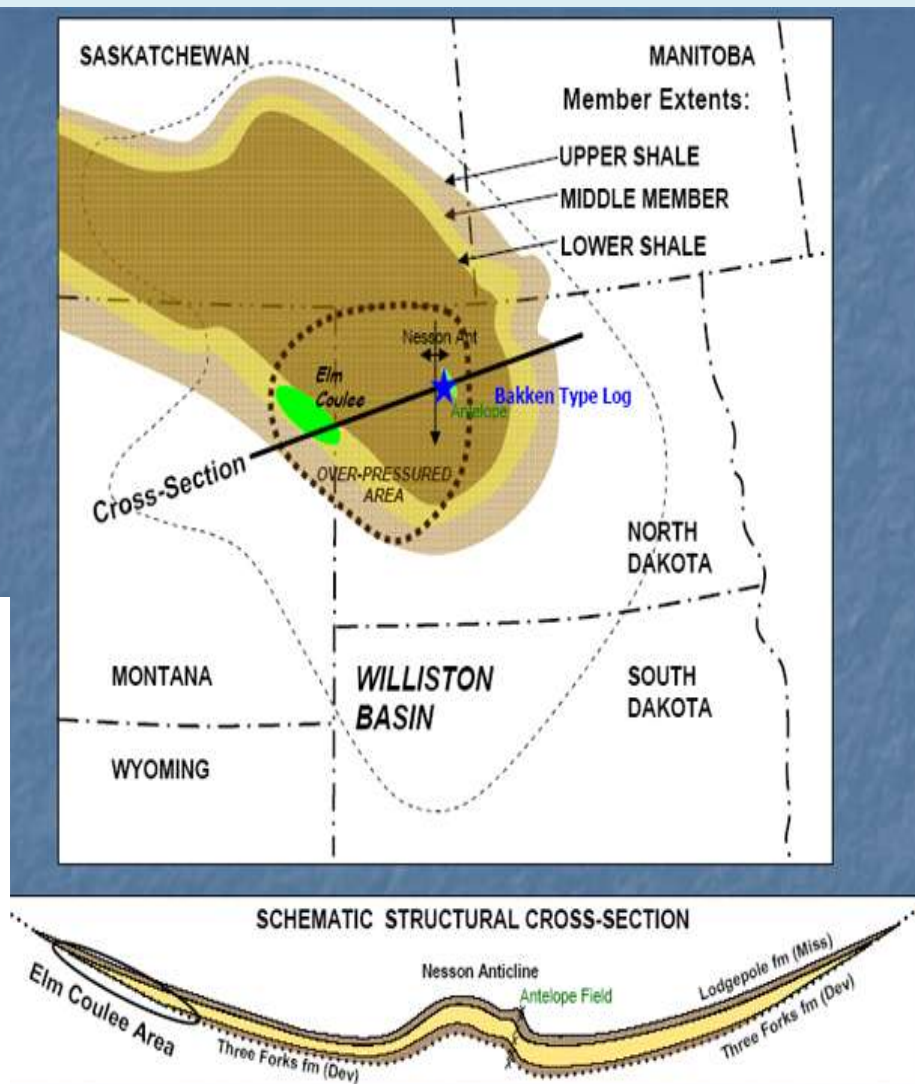 SASKATCHEWAN
MANITOBA
Member Extents:
UPPER SHALE
MIDDLE MEMBER
LOWER SHALE
Nesson Ant
Elm
Coulee
Bakken Type Log
Antelope
Cross-Section
OVER-PRESSURED
AREA
NORTH
DAKOTA
MONTANA
WILLISTON
BASIN
SOUTH
DAKOTA
WYOMING
SCHEMATIC STRUCTURAL CROSS-SECTION
Nesson Anticline
Antelope Field
Lodgepole fm (Miss)
Elm Coulee Area
Three Forks fm (Dev)
Three Forks fm (Dev)